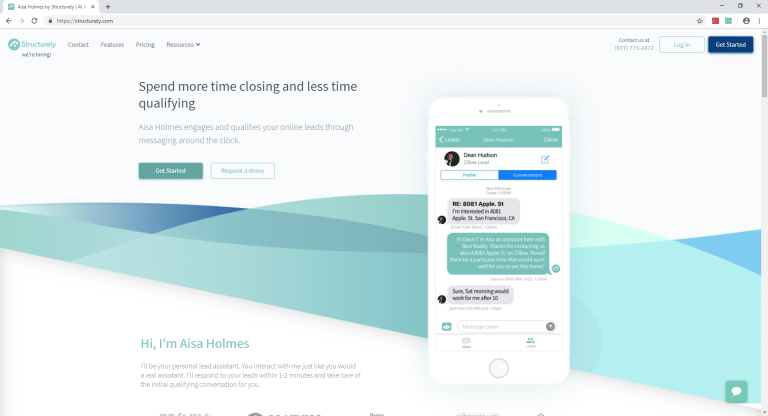 Aisa Holmes by Structurely | AI
https://structurely.com
Structurely
we're hiring!
Contact
Features
Pricing
Resources
Contact us at
(877) 773-2472
Log In
Get Started
Spend more time closing and less time
qualifying
Aisa Holmes engages and qualifies your online leads through
messaging around the clock.
Get Started
Request a demo
Carrier
1:25 PM
Leads
Dean Hudson
Close
Dean Hudson
Zillow Lead
Profile
Conversations
New Message
RE: 8081 Apple. St
I'm interested in 8081
Apple. St. San Francisco, CA
Hi Dean! I'm Aisa an assistant here with
Best Realty. Thanks for contacting us
about 8081 Apple St. on Zillow. Would
there be a particular time that would work
well for you to see this home?
Sure, Sat morning would
work for me after 10
Message Dean
Hi, I'm Aisa Holmes
I'll be your personal lead assistant. You interact with me just like you would
a real assistant. I'll respond to your leads within 1-2 minutes and take care of
the initial qualifying conversation for you.